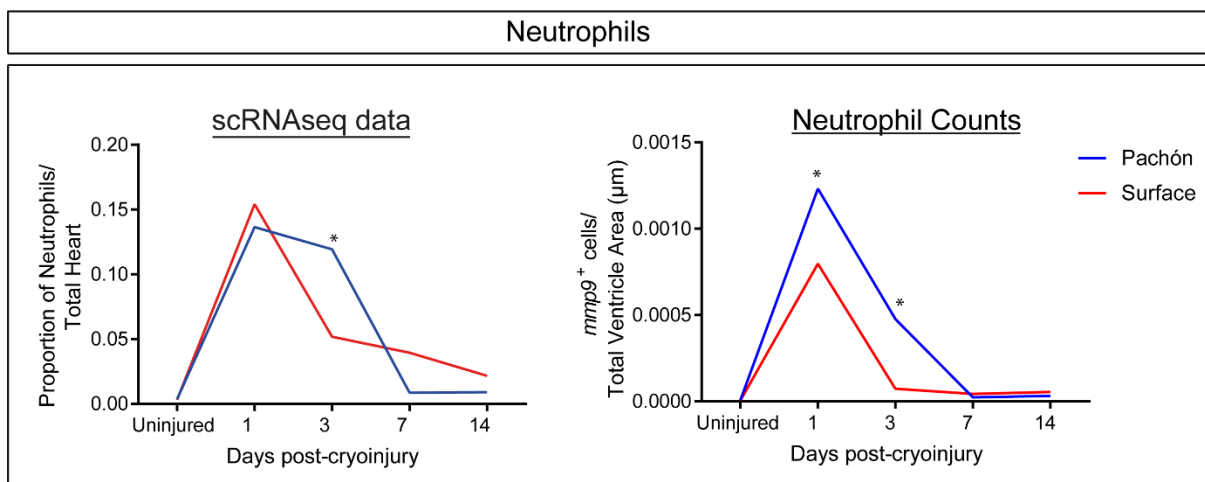 Neutrophils
scRNAseq data
Proportion of Neutrophils/
Total Heart
0.20
0.15
0.10
0.05
0.00
*
Uninjured 1 3 7 14
Days post-cryoinjury
Neutrophil Counts
mmp9+ cells/
Total Ventricle Area (µm)
0.0015
0.0010
0.0005
0.0000
*
*
Uninjured 1 3 7 14
Days post-cryoinjury
Pachón
Surface